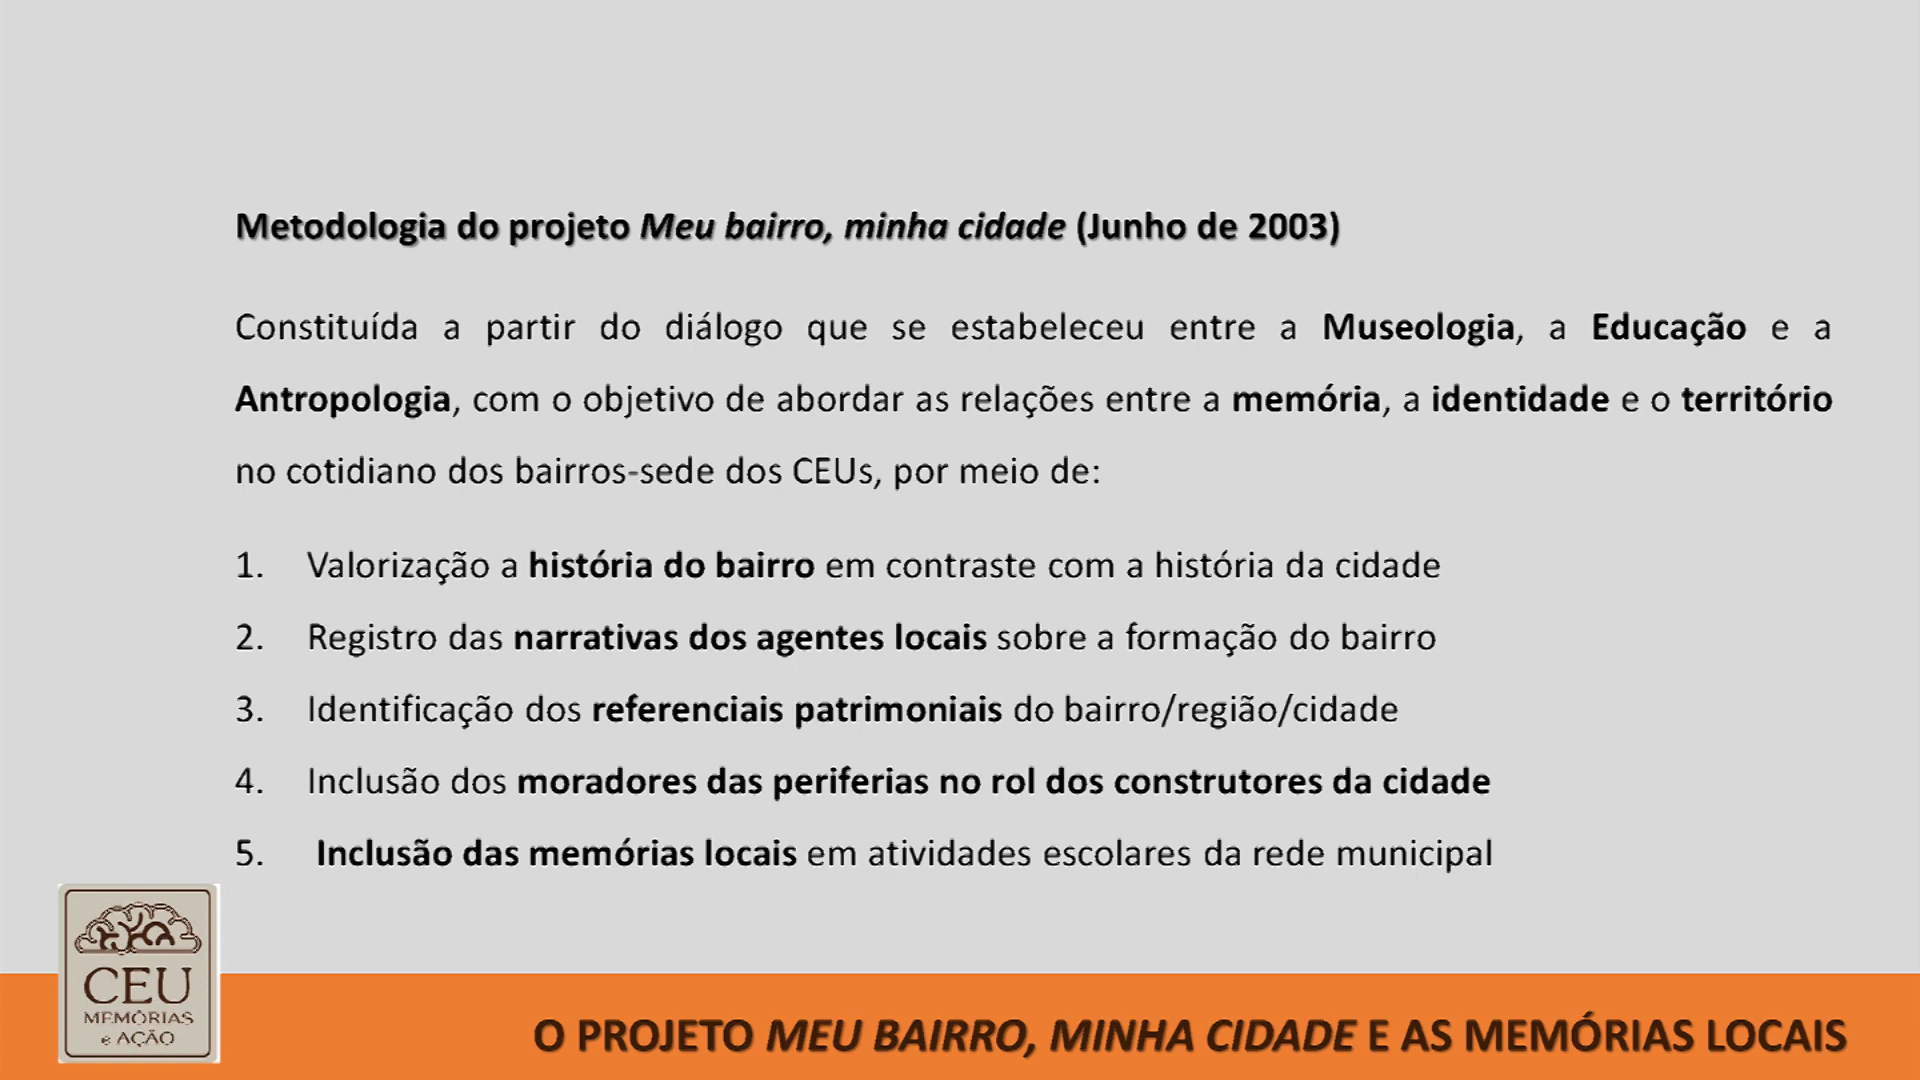 Metodologia do projeto Meu bairro, minha cidade (Junho de 2003)
Constituída a partir do diálogo que se estabeleceu entre a Museologia, a Educação e a
Antropologia, com o objetivo de abordar as relações entre a memória, a identidade e o território
no cotidiano dos bairros-sede dos CEUs, por meio de:
1. Valorização a história do bairro em contraste com a história da cidade
2. Registro das narrativas dos agentes locais sobre a formação do bairro
3. Identificação dos referenciais patrimoniais do bairro/região/cidade
4. Inclusão dos moradores das periferias no rol dos construtores da cidade
5. Inclusão das memórias locais em atividades escolares da rede municipal
CEU
MEMÓRIAS
e AÇÃO
O PROJETO MEU BAIRRO, MINHA CIDADE E AS MEMÓRIAS LOCAIS